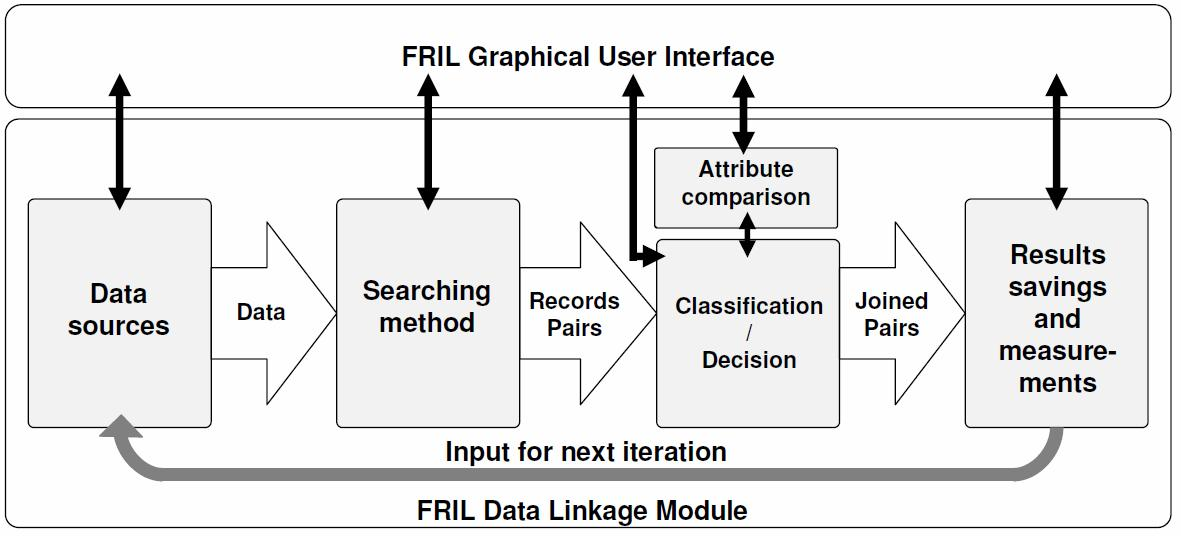 FRIL Graphical User Interface
Attribute
comparison
Data
sources
Data
Searching
method
Records
Pairs
Classification
/
Decision
Joined
Pairs
Results
savings
and
measure-
ments
Input for next iteration
FRIL Data Linkage Module